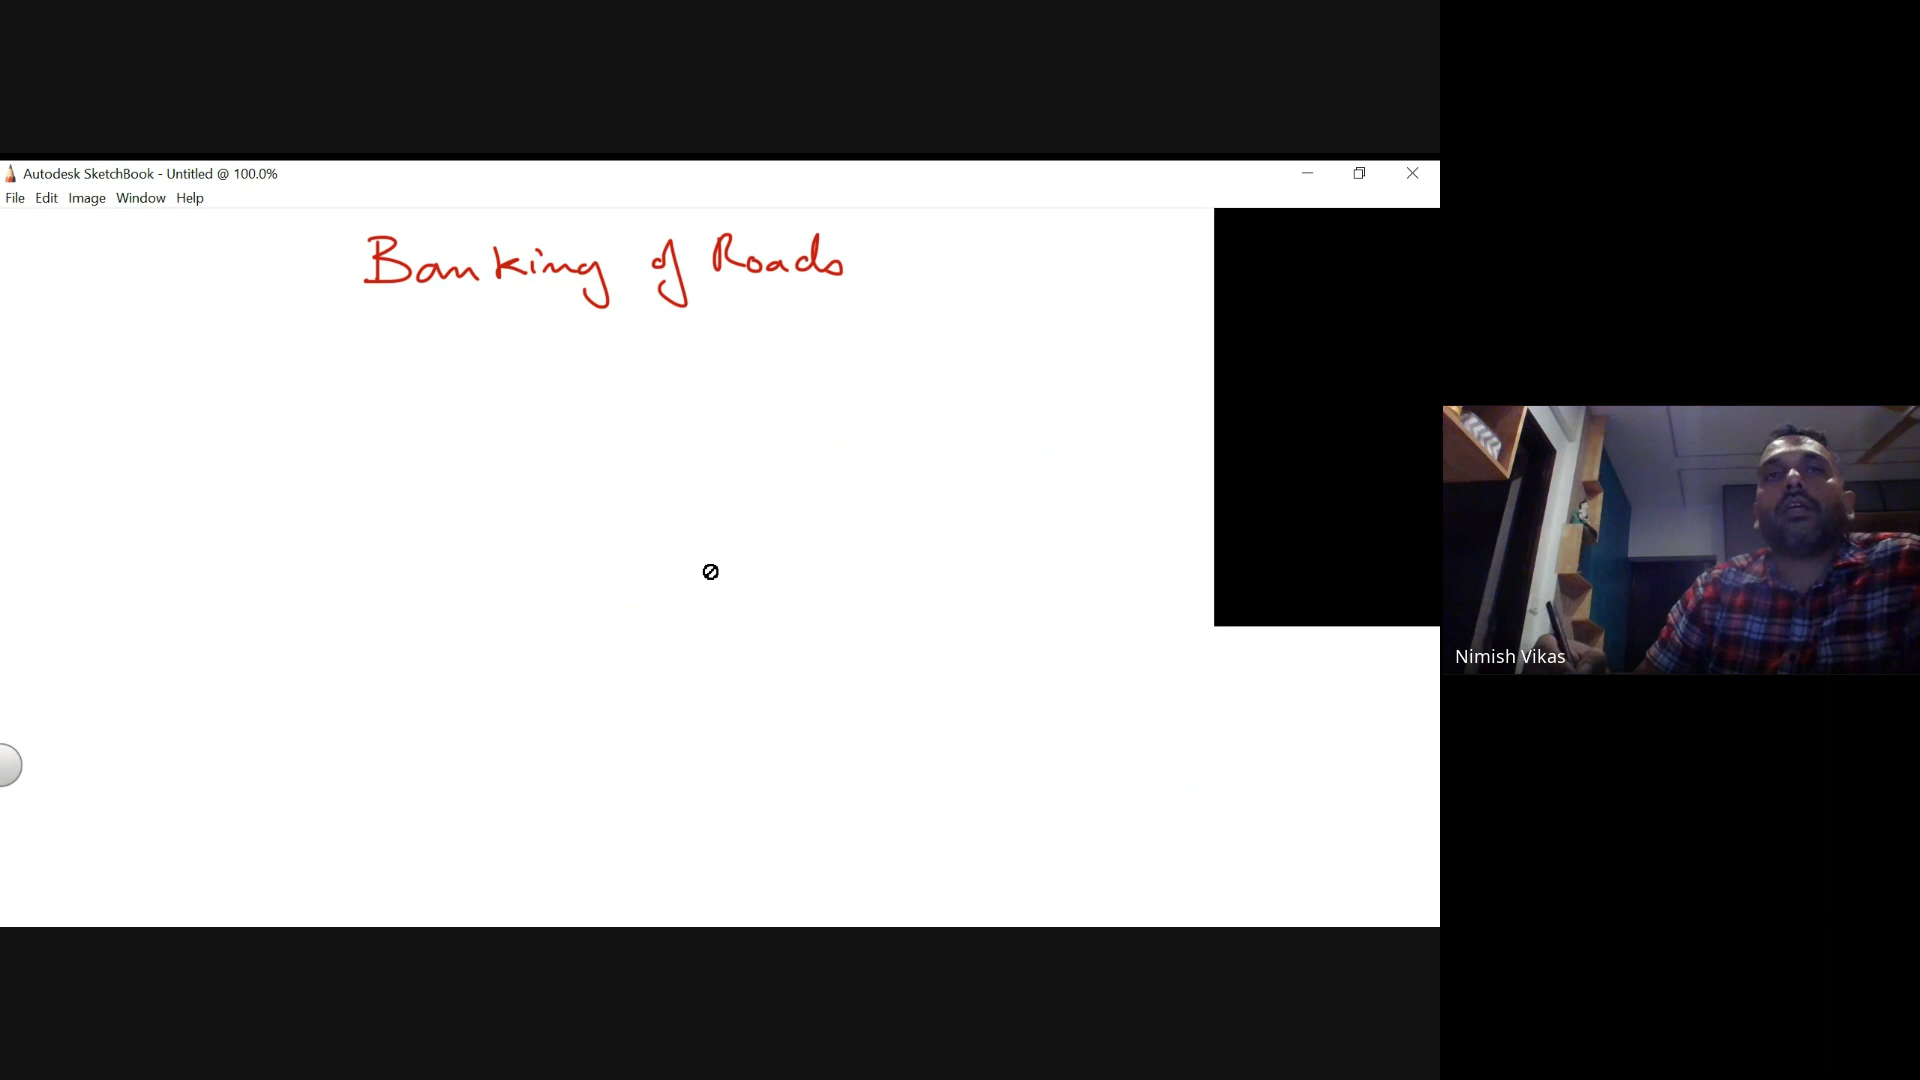 Autodesk SketchBook - Untitled @ 100.0%
File Edit Image Window Help
Banking of Roads
Nimish Vikas